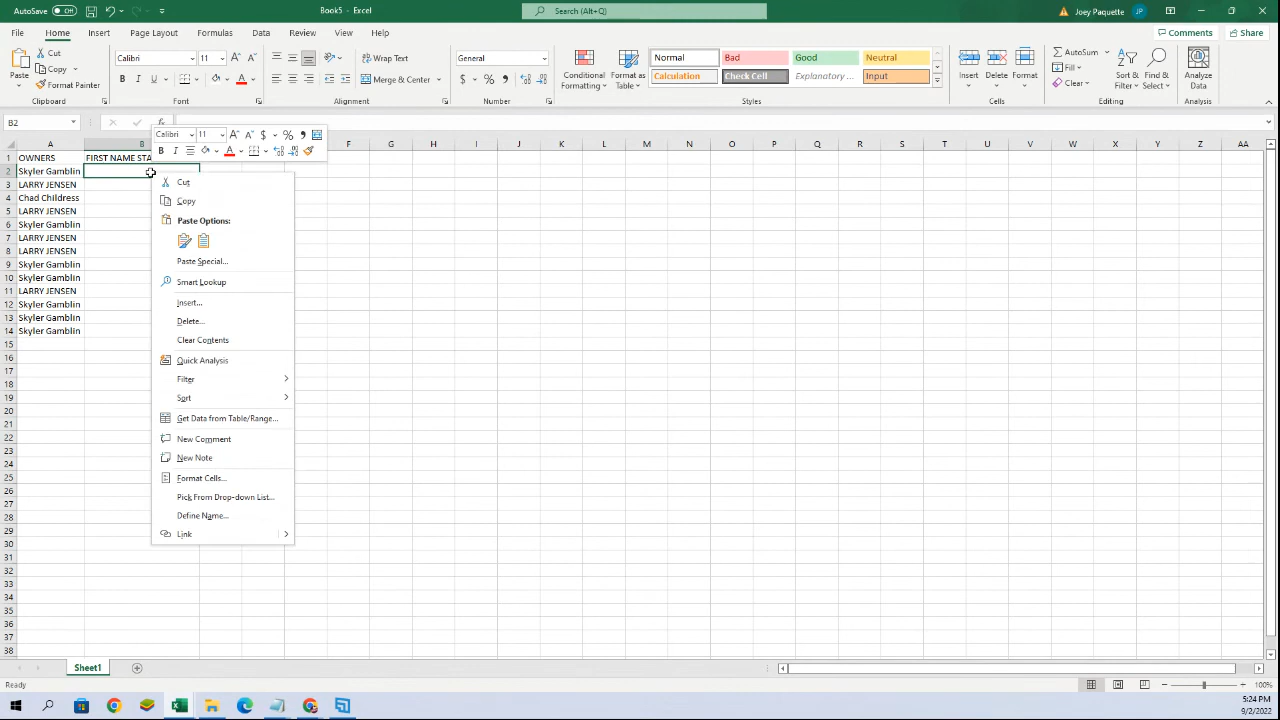 AutoSave Off Book5 - Excel Search (Alt+Q) Joey Paquette JP
File Home Insert Page Layout Formulas Data Review View Help Comments Share
Paste Cut Copy Format Painter Clipboard
Calibri 11 B I U A Font
Wrap Text Merge & Center Alignment
General $ % , Number
Conditional Formatting Format as Table
Normal Bad Good Neutral
Calculation Check Cell Explanatory ... Input
Styles
Insert Delete Format Cells
AutoSum Fill Clear Sort & Filter Find & Select Editing
Analyze Data Analysis
B2 fx
Calibri 11 A A $ % ,
B I A
A B F G H I J K L M N O P Q R S T U V W X Y Z AA
1 OWNERS FIRST NAME STA
2 Skyler Gamblin
3 LARRY JENSEN
4 Chad Childress
5 LARRY JENSEN
6 Skyler Gamblin
7 LARRY JENSEN
8 LARRY JENSEN
9 Skyler Gamblin
10 Skyler Gamblin
11 LARRY JENSEN
12 Skyler Gamblin
13 Skyler Gamblin
14 Skyler Gamblin
15
16
17
18
19
20
21
22
23
24
25
26
27
28
29
30
31
32
33
34
35
36
37
38
Cut
Copy
Paste Options:
Paste Special...
Smart Lookup
Insert...
Delete...
Clear Contents
Quick Analysis
Filter
Sort
Get Data from Table/Range...
New Comment
New Note
Format Cells...
Pick From Drop-down List...
Define Name...
Link
Sheet1
Ready 100%
5:24 PM
9/2/2022